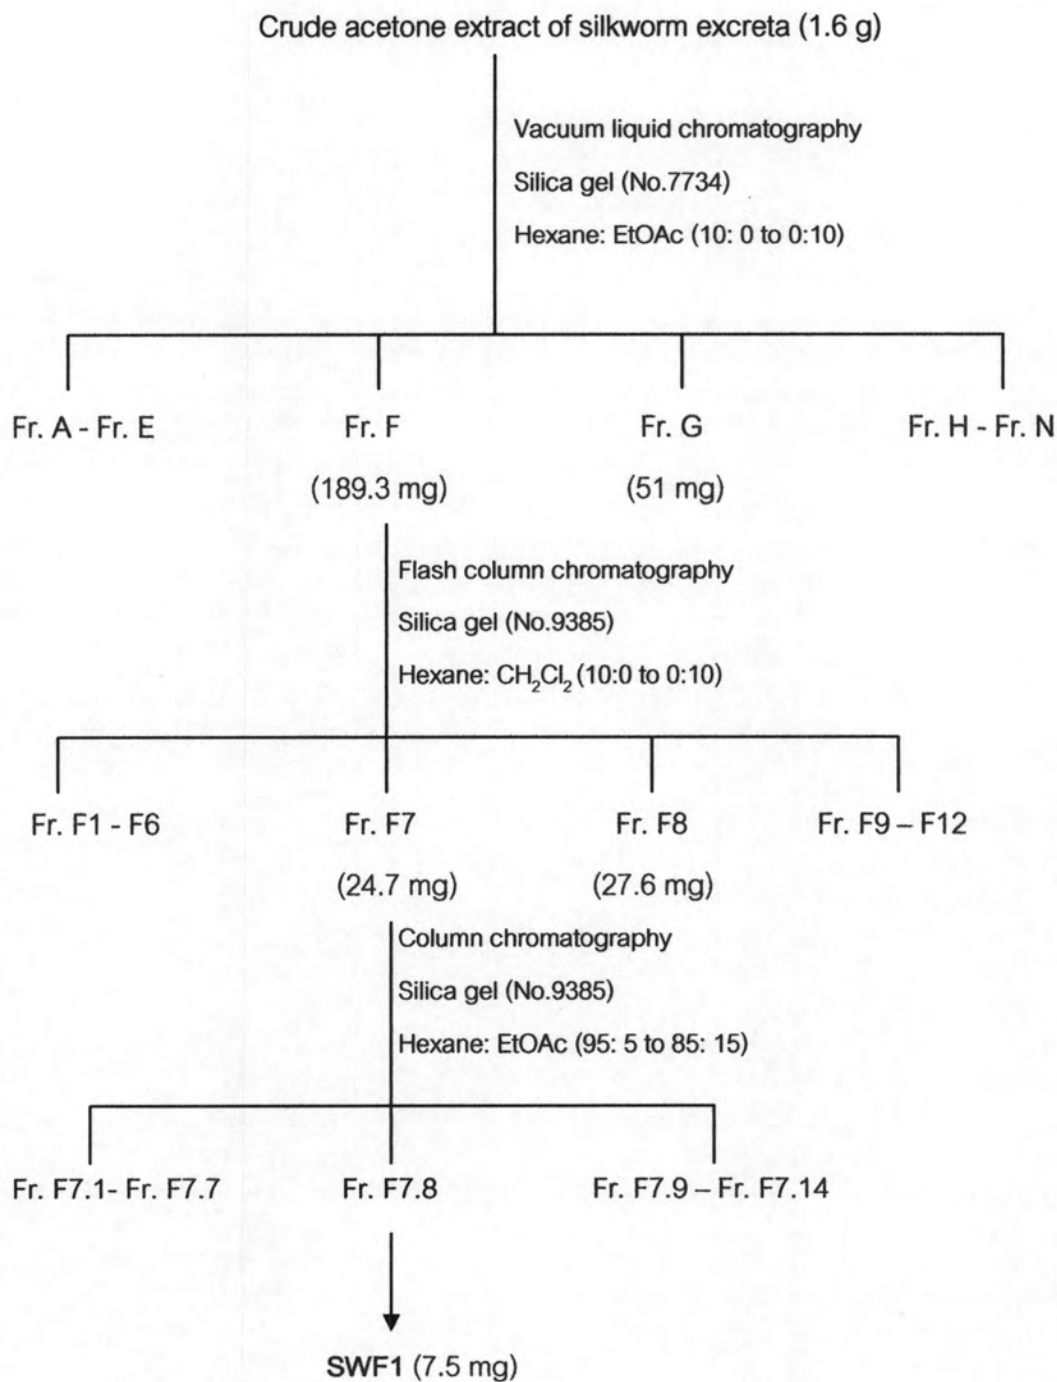 Crude acetone extract of silkworm excreta (1.6 g)
Vacuum liquid chromatography
Silica gel (No.7734)
Hexane: EtOAc (10: 0 to 0:10)
Fr. A - Fr. E Fr. F Fr. G Fr. H - Fr. N
(189.3 mg) (51 mg)
Flash column chromatography
Silica gel (No.9385)
Hexane: CH₂Cl₂ (10:0 to 0:10)
Fr. F1 - F6 Fr. F7 Fr. F8 Fr. F9 – F12
(24.7 mg) (27.6 mg)
Column chromatography
Silica gel (No.9385)
Hexane: EtOAc (95: 5 to 85: 15)
Fr. F7.1- Fr. F7.7 Fr. F7.8 Fr. F7.9 – Fr. F7.14
SWF1 (7.5 mg)